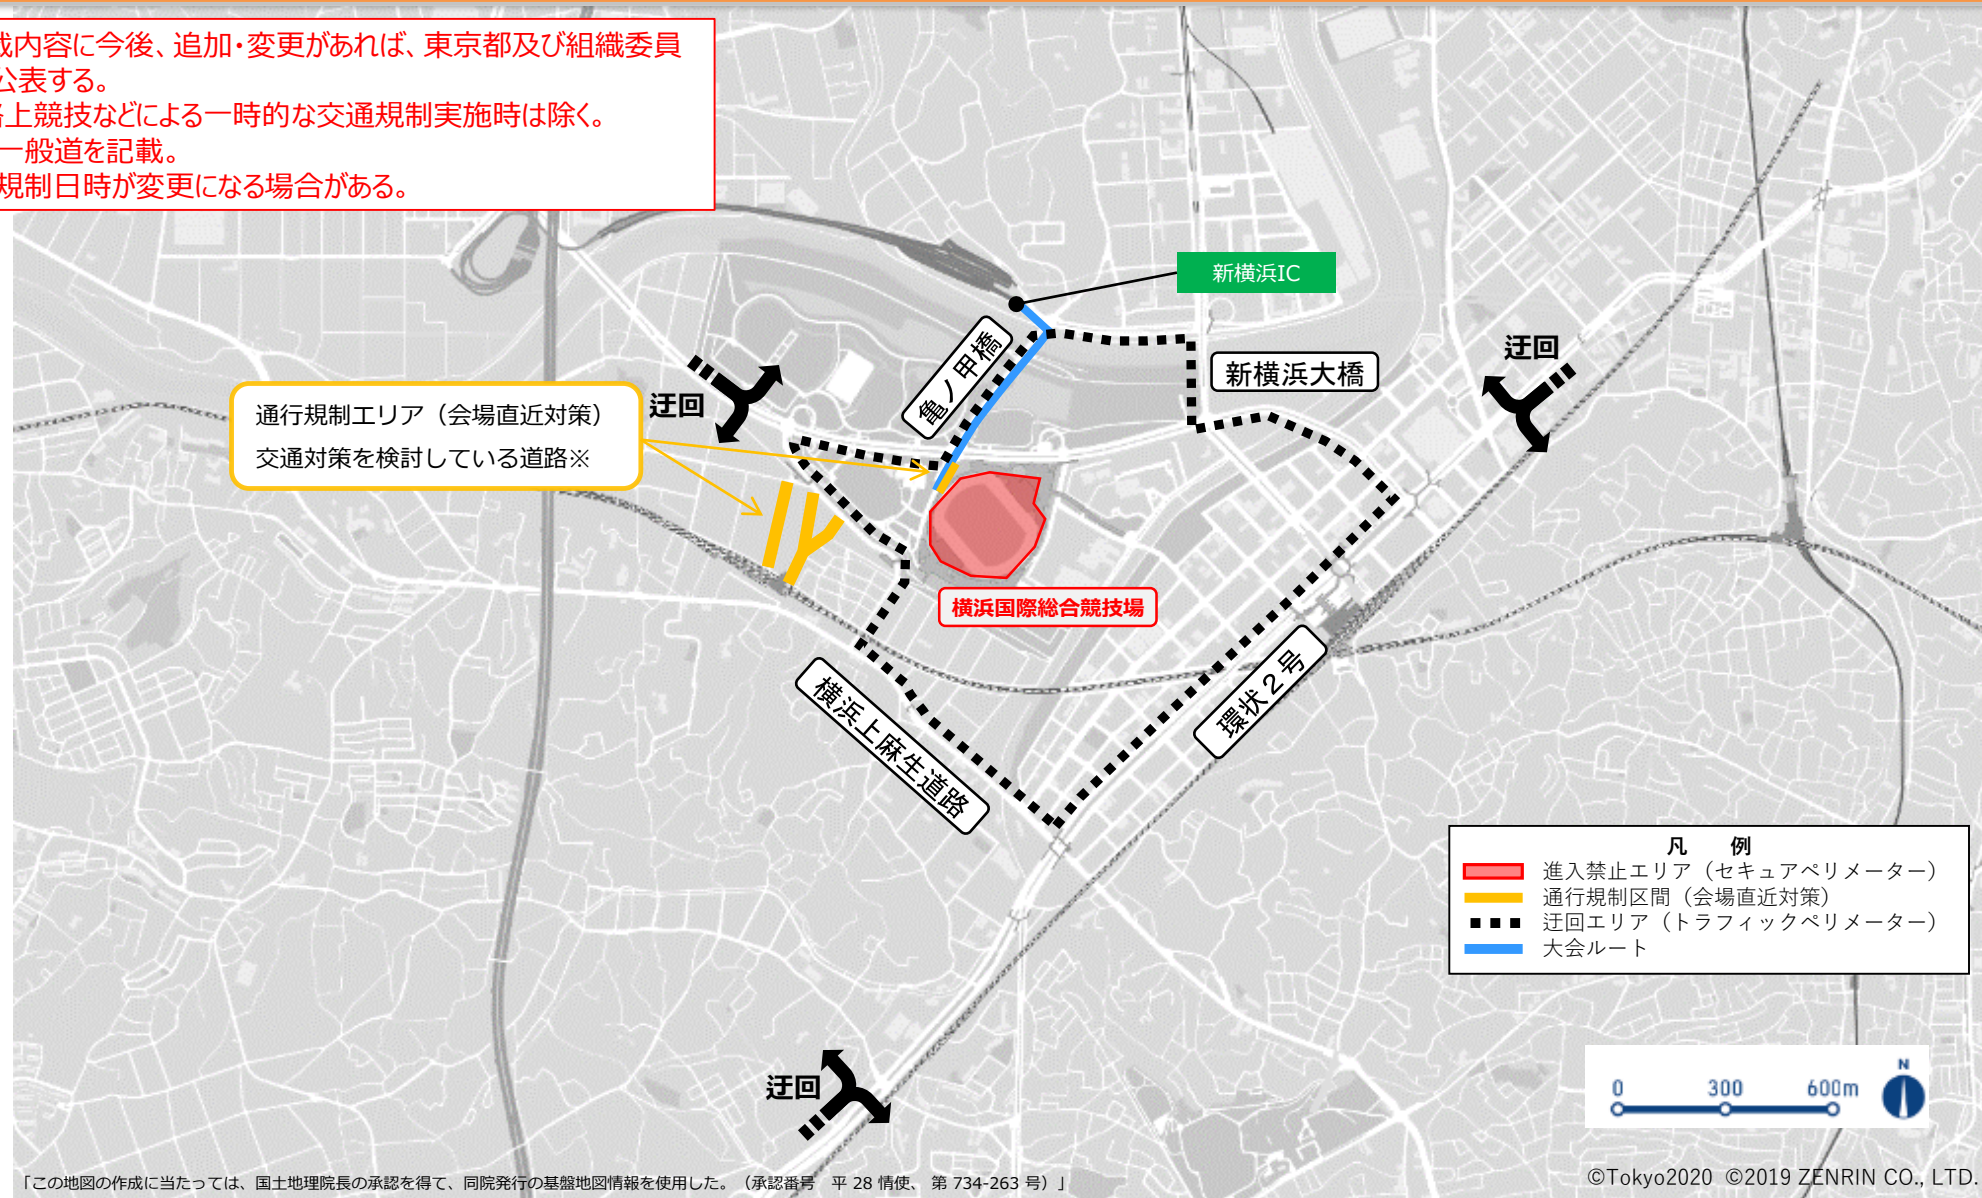 内容に今後、追加・変更があれば、東京都及び組織委員
公表する。
上競技などによる一時的な交通規制実施時は除く。
一般道を記載。
規制日時が変更になる場合がある。
新横浜IC
亀ノ甲橋
新横浜大橋
迂回
迂回
通行規制エリア（会場直近対策）
交通対策を検討している道路※
横浜国際総合競技場
横浜上麻生道路
環状２号
凡 例
進入禁止エリア（セキュアペリメーター）
通行規制区間（会場直近対策）
迂回エリア（トラフィックペリメーター）
大会ルート
迂回
0 300 600m
N
「この地図の作成に当たっては、国土地理院長の承認を得て、同院発行の基盤地図情報を使用した。（承認番号 平 28 情使、 第 734-263 号）」
©Tokyo2020 ©2019 ZENRIN CO., LTD.